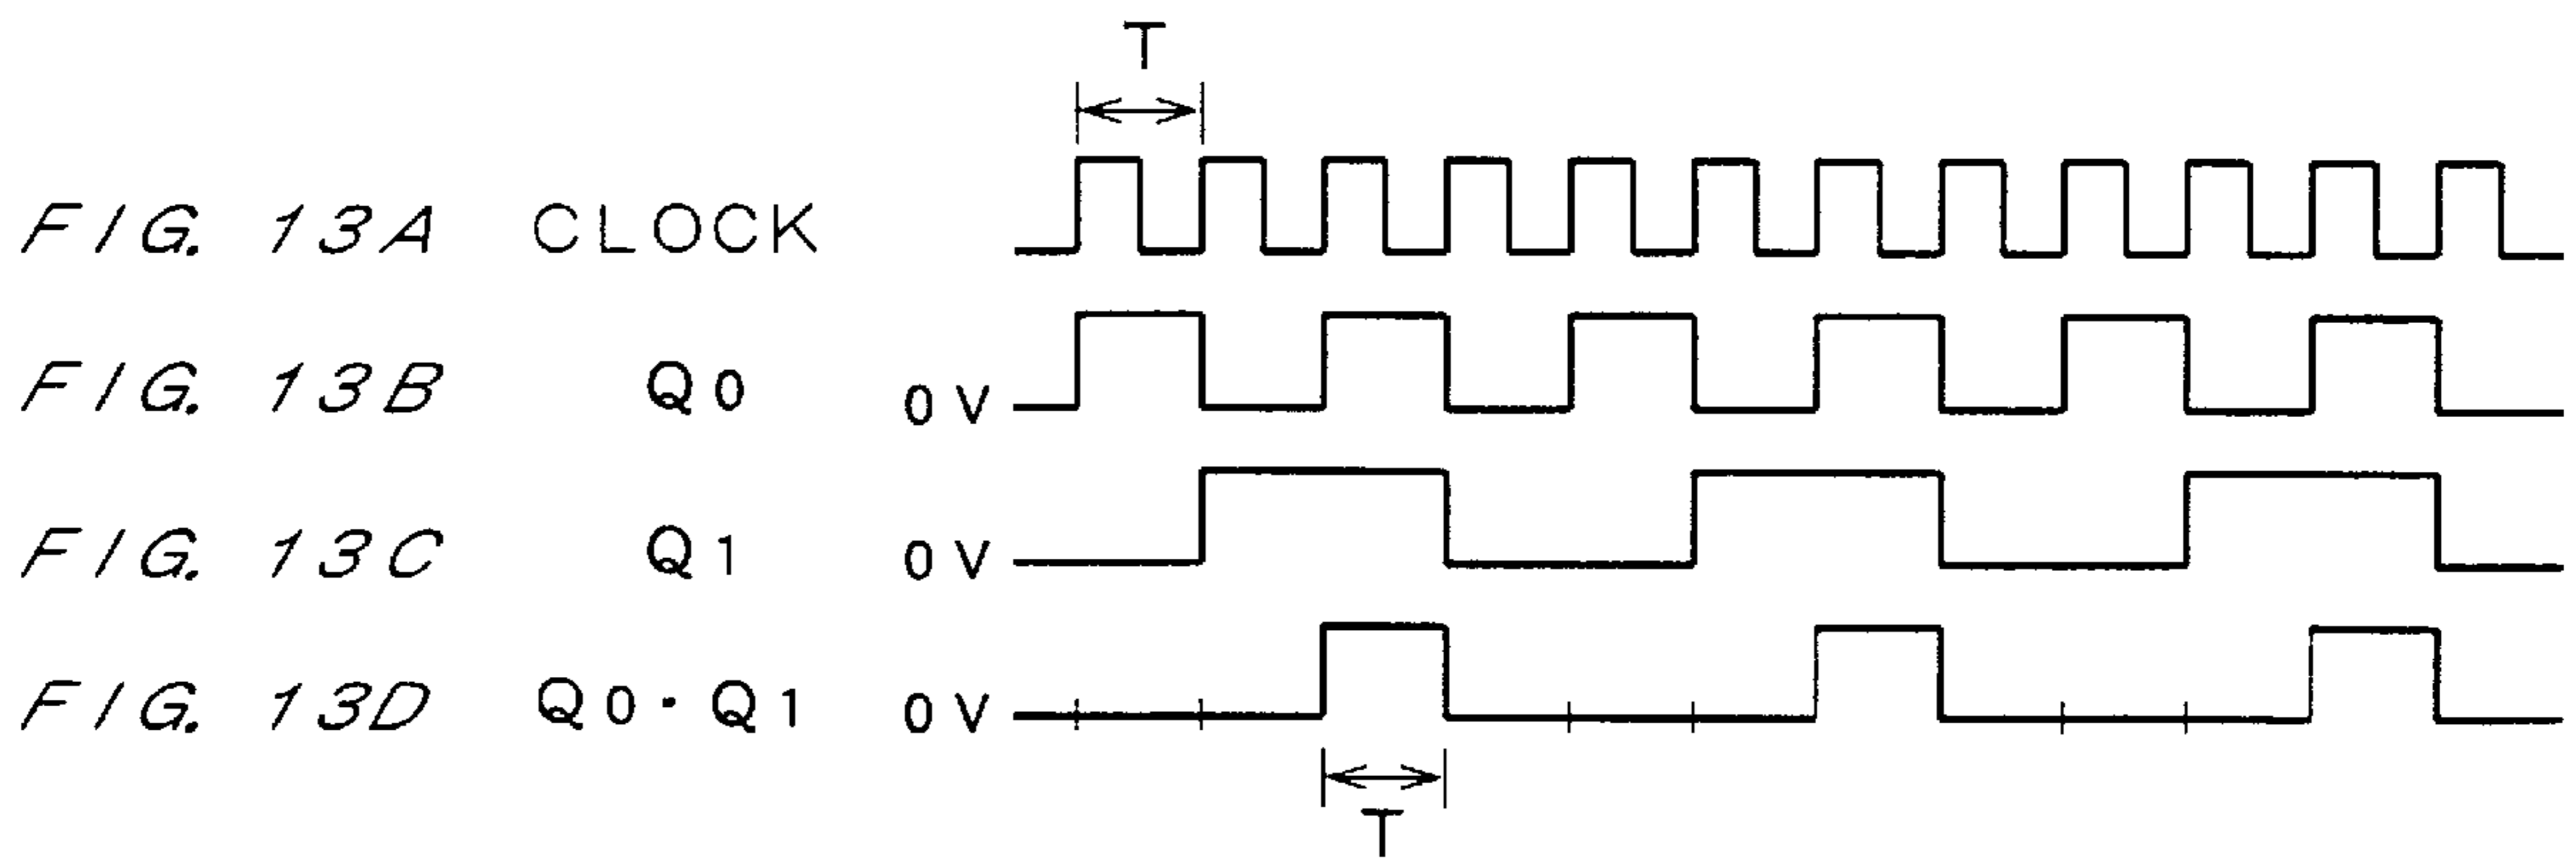 T
FIG. 13A CLOCK
FIG. 13B Q0 0V
FIG. 13C Q1 0V
FIG. 13D Q0·Q1 0V
T